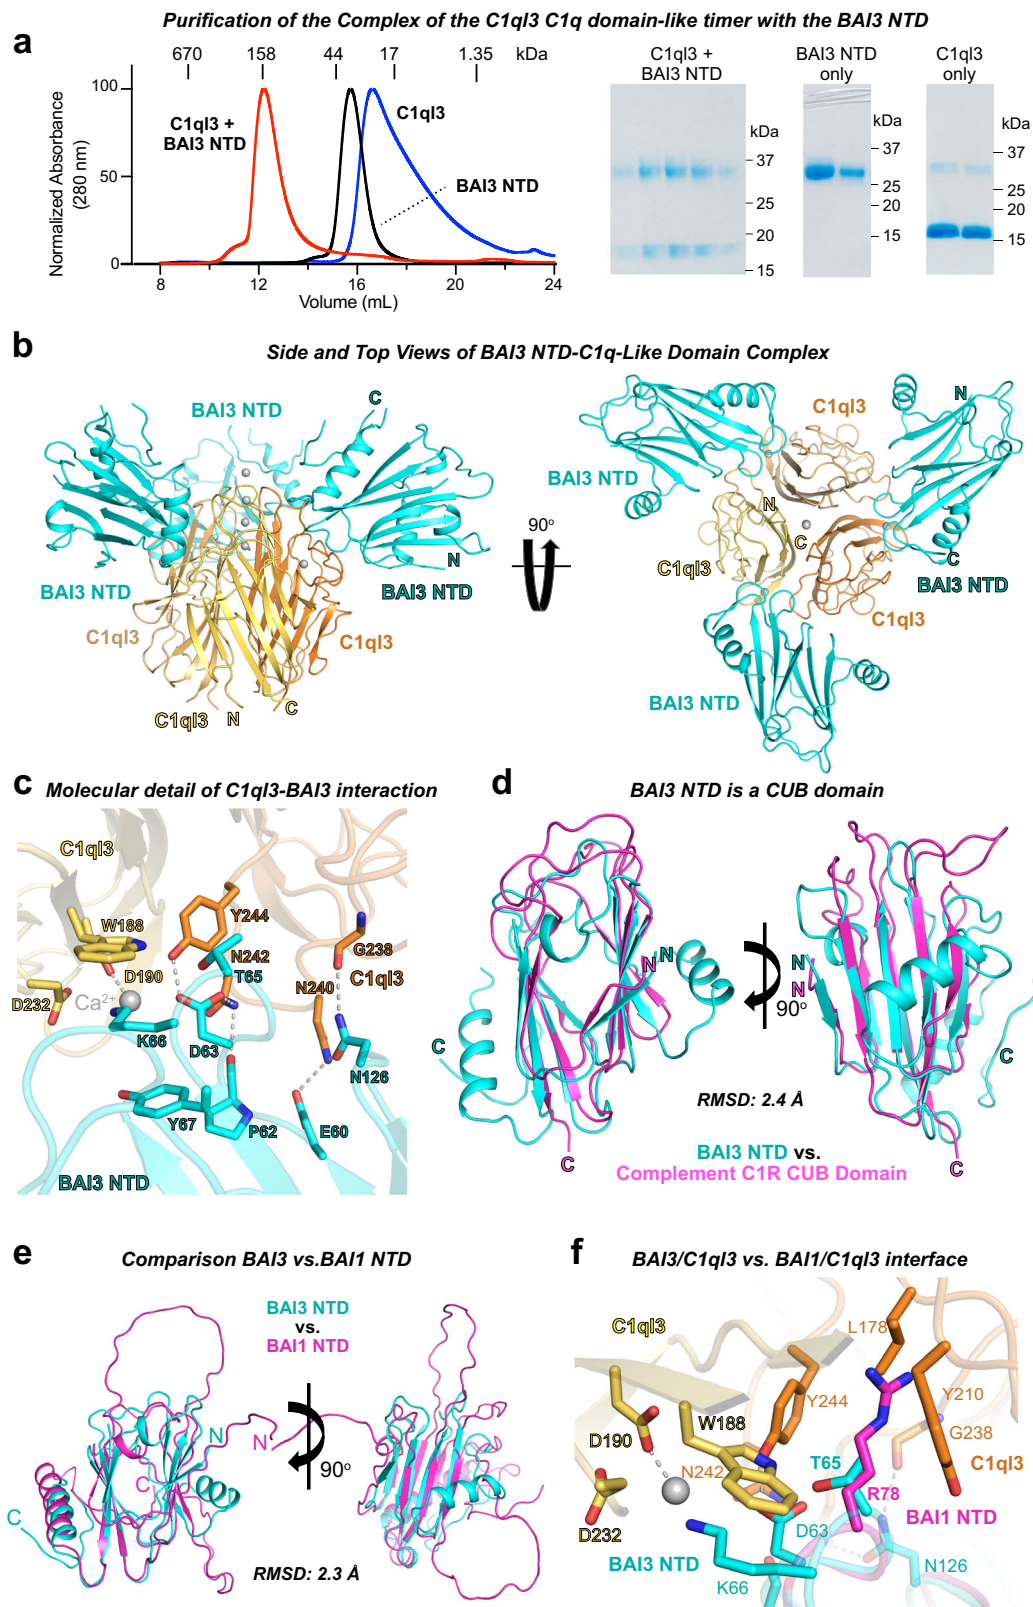 Purification of the Complex of the C1ql3 C1q domain-like timer with the BAI3 NTD
a
670 158 44 17 1.35 kDa
100
50
0
Normalized Absorbance
(280 nm)
C1ql3 +
BAI3 NTD
C1ql3
BAI3 NTD
8 12 16 20 24
Volume (mL)
C1ql3 +
BAI3 NTD
kDa
37
25
20
15
BAI3 NTD
only
kDa
37
25
20
15
C1ql3
only
kDa
37
25
20
15
b
Side and Top Views of BAI3 NTD-C1q-Like Domain Complex
BAI3 NTD
C
BAI3 NTD
N
BAI3 NTD
C1ql3
C1ql3
C1ql3
N
C
90°
C1ql3
N
BAI3 NTD
N
C
C1ql3
C
BAI3 NTD
C1ql3
BAI3 NTD
c
Molecular detail of C1ql3-BAI3 interaction
C1ql3
W188
Y244
G238
N242
T65
C1ql3
D190
N240
D232
Ca2+
K66
D63
N126
Y67
P62
E60
BAI3 NTD
d
BAI3 NTD is a CUB domain
N
N
C
C
90°
N
N
C
C
RMSD: 2.4 Å
BAI3 NTD vs.
Complement C1R CUB Domain
e
Comparison BAI3 vs.BAI1 NTD
BAI3 NTD
vs.
BAI1 NTD
N
N
C
C
90°
RMSD: 2.3 Å
f
BAI3/C1ql3 vs. BAI1/C1ql3 interface
C1ql3
L178
Y244
Y210
W188
G238
D190
C1ql3
N242
T65
R78
BAI1 NTD
D232
D63
BAI3 NTD
N126
K66